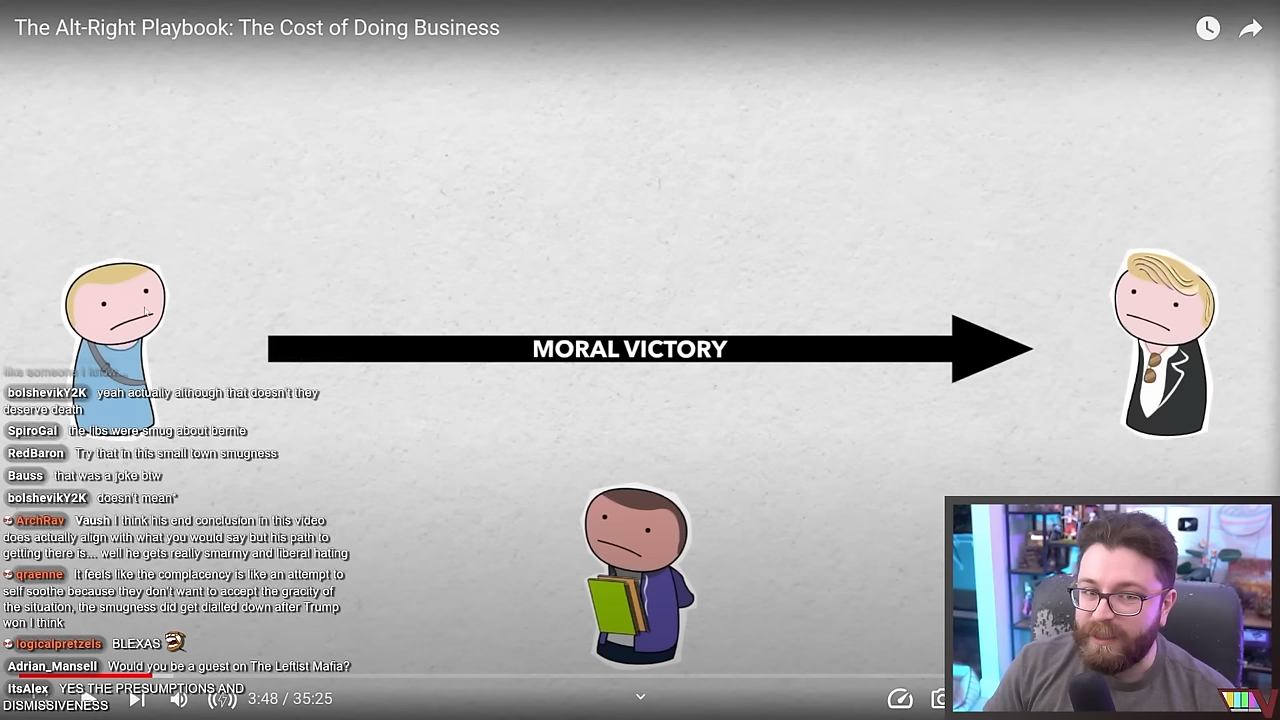 The Alt-Right Playbook: The Cost of Doing Business
MORAL VICTORY
like someone I know...
bolshevikY2K yeah actually although that doesn't they
deserve death
SpiroGal the libs were smug about bernie
RedBaron Try that in this small town smugness
Bauss that was a joke btw
bolshevikY2K doesn't mean*
ArchRav Vaush I think his end conclusion in this video
does actually align with what you would say but his path to
getting there is... well he gets really smarmy and liberal hating
qraenne It feels like the complacency is like an attempt to
self soothe because they don't want to accept the gracity of
the situation, the smugness did get dialled down after Trump
won I think
logicalpretzels BLEXAS
Adrian_Mansell Would you be a guest on The Leftist Mafia?
ItsAlex YES THE PRESUMPTIONS AND
DISMISSIVENESS
3:48 / 35:25